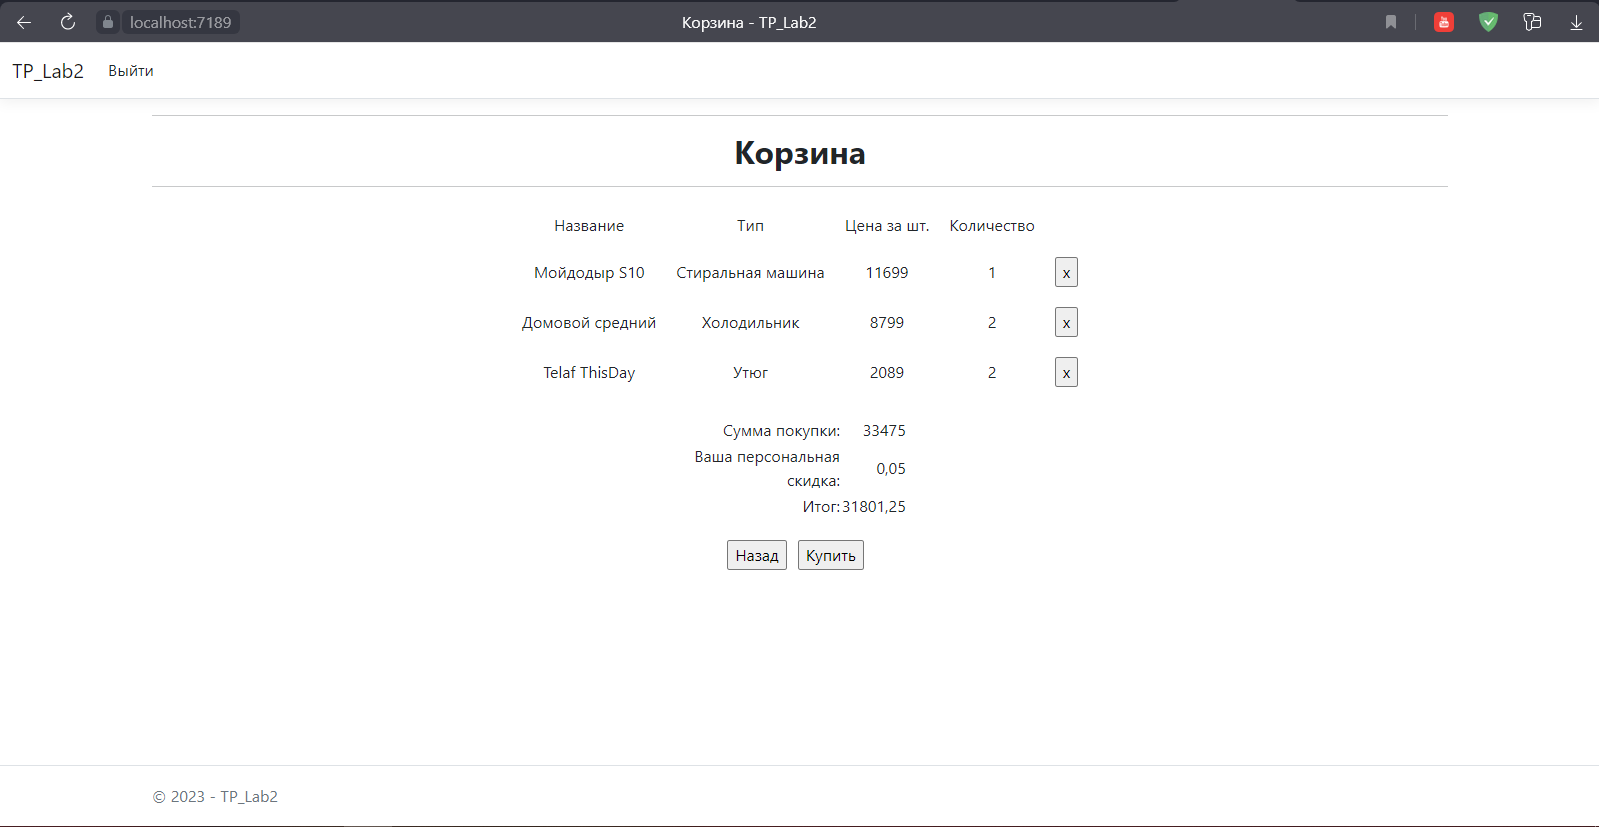 localhost:7189
Корзина - TP_Lab2
TP_Lab2 Выйти
Корзина
Название Тип Цена за шт. Количество
Мойдодыр S10 Стиральная машина 11699 1 x
Домовой средний Холодильник 8799 2 x
Telaf ThisDay Утюг 2089 2 x
Сумма покупки: 33475
Ваша персональная
скидка: 0,05
Итог: 31801,25
Назад Купить
© 2023 - TP_Lab2